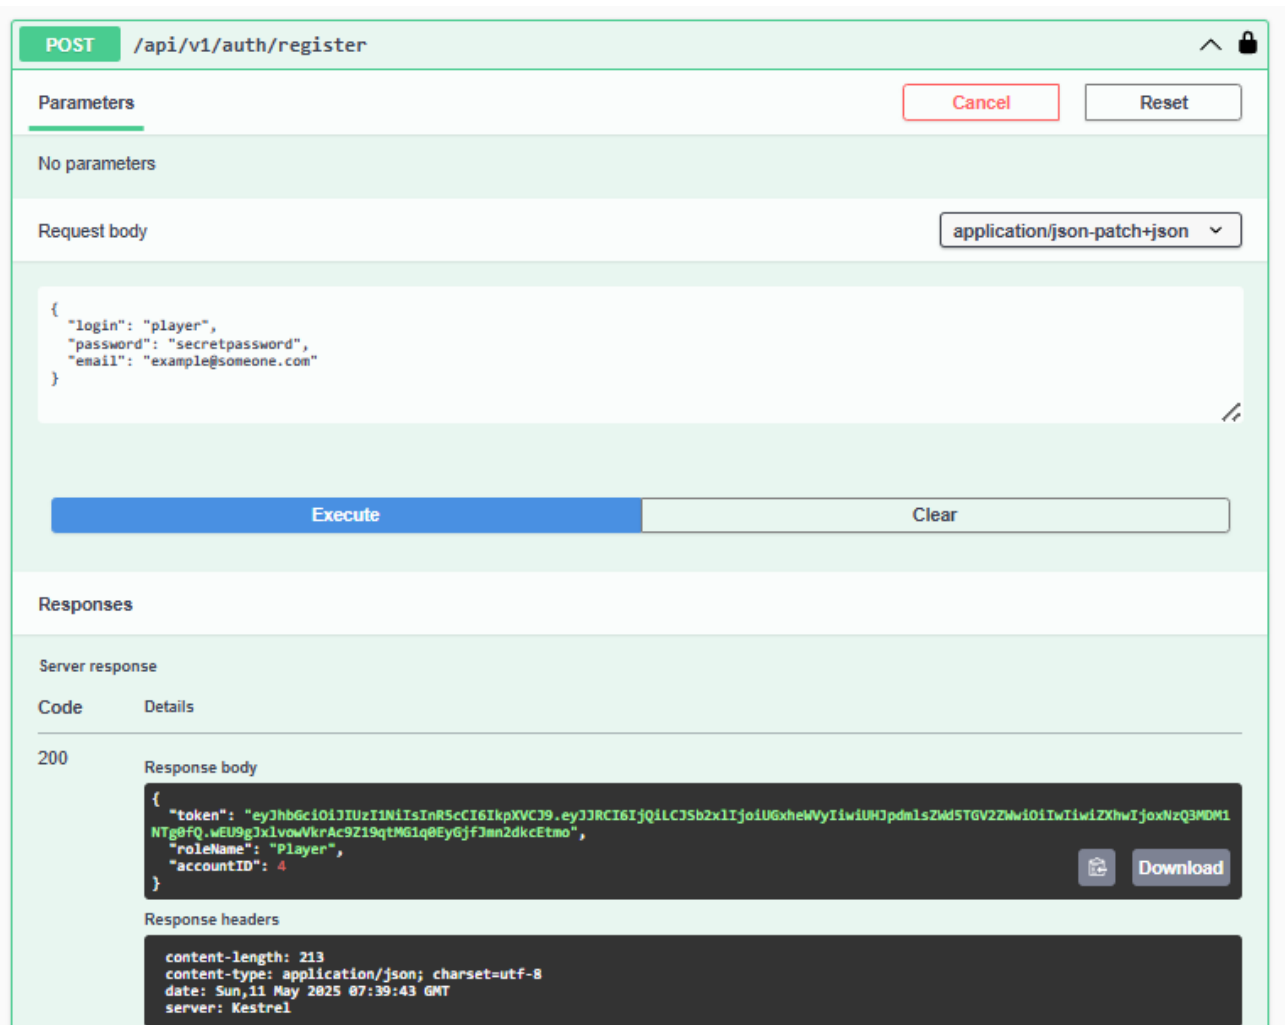 POST /api/v1/auth/register
Parameters
Cancel
Reset
No parameters
Request body
application/json-patch+json
{
"login": "player",
"password": "secretpassword",
"email": "example@someone.com"
}
Execute
Clear
Responses
Server response
Code Details
200
Response body
{
"token": "eyJhbGciOiJIUzI1NiIsInR5cCI6IkpXVCJ9.eyJJRCI6IjQiLCJSb2xlIjoiUGxheWVyIiwiUHJpdmlsZWdlTGV2ZWwiOiIwIiwiZXhwIjoxNzQ3MDM1
NTg0fQ.wEU9gJxlvowVkrAc9Z19qtMG1q0EyGjfJmn2dkcEtmo",
"roleName": "Player",
"accountID": 4
}
Download
Response headers
content-length: 213
content-type: application/json; charset=utf-8
date: Sun,11 May 2025 07:39:43 GMT
server: Kestrel